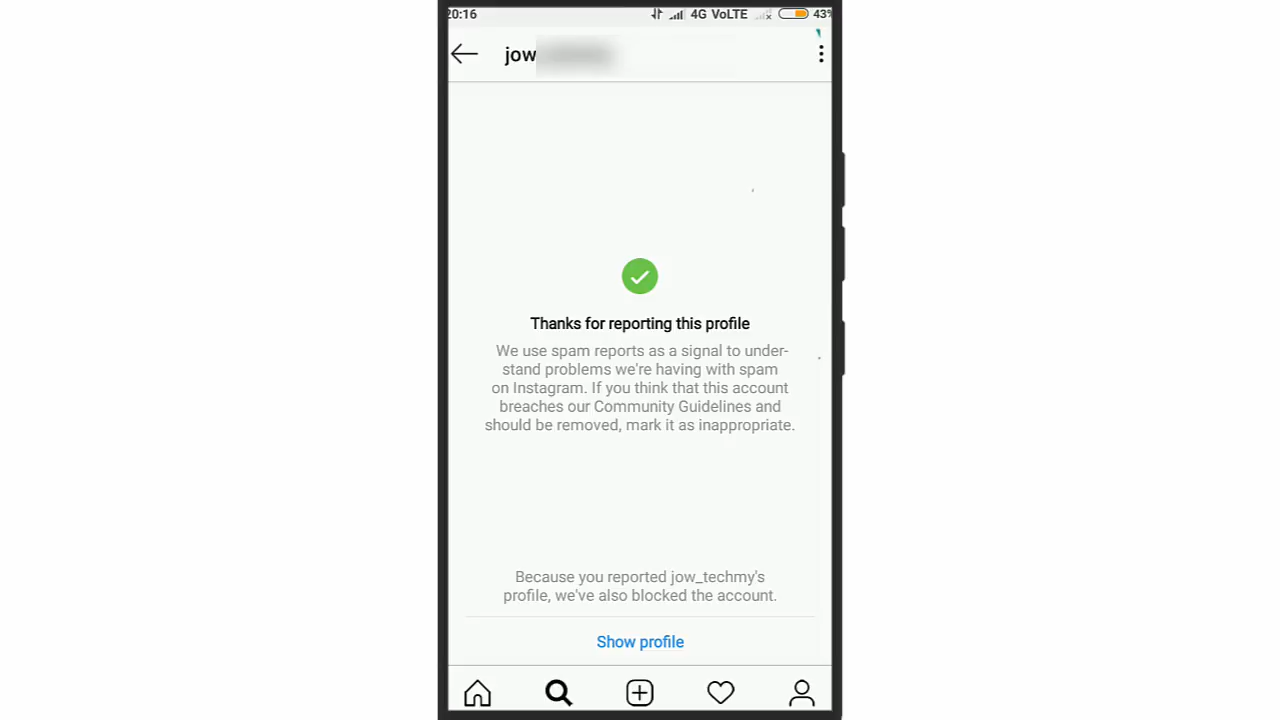 20:16 4G VoLTE 43%
jow
Thanks for reporting this profile
We use spam reports as a signal to under-
stand problems we're having with spam
on Instagram. If you think that this account
breaches our Community Guidelines and
should be removed, mark it as inappropriate.
Because you reported jow_techmy's
profile, we've also blocked the account.
Show profile